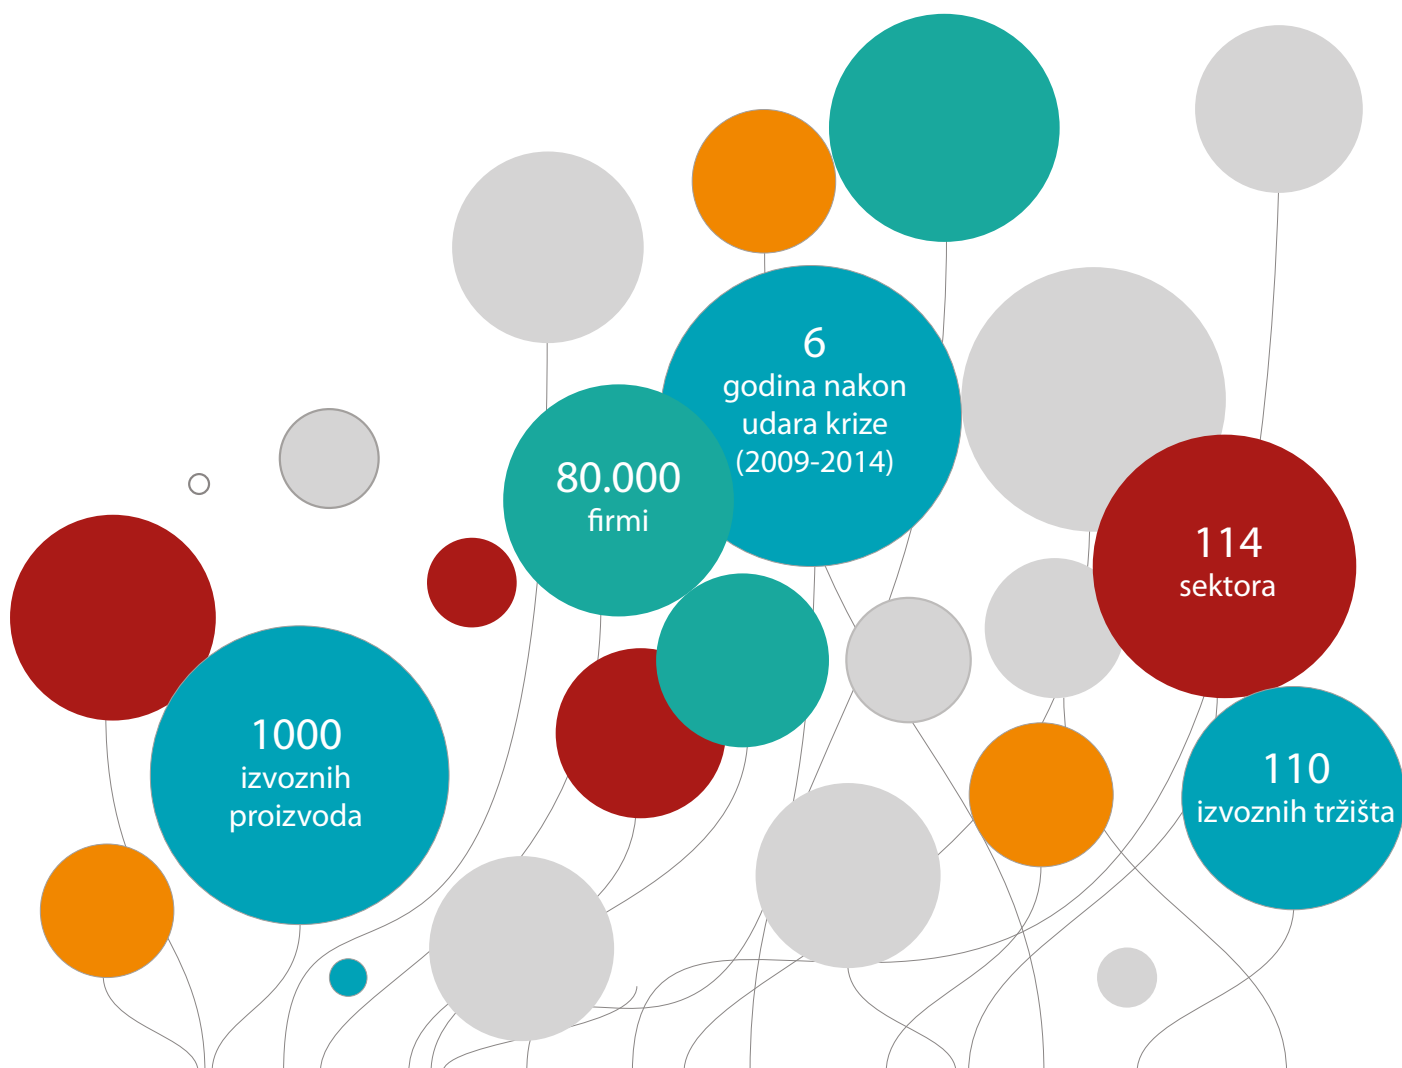 6
godina nakon
udara krize
(2009-2014)
80.000
firmi
114
sektora
1000
izvoznih
proizvoda
110
izvoznih tržišta